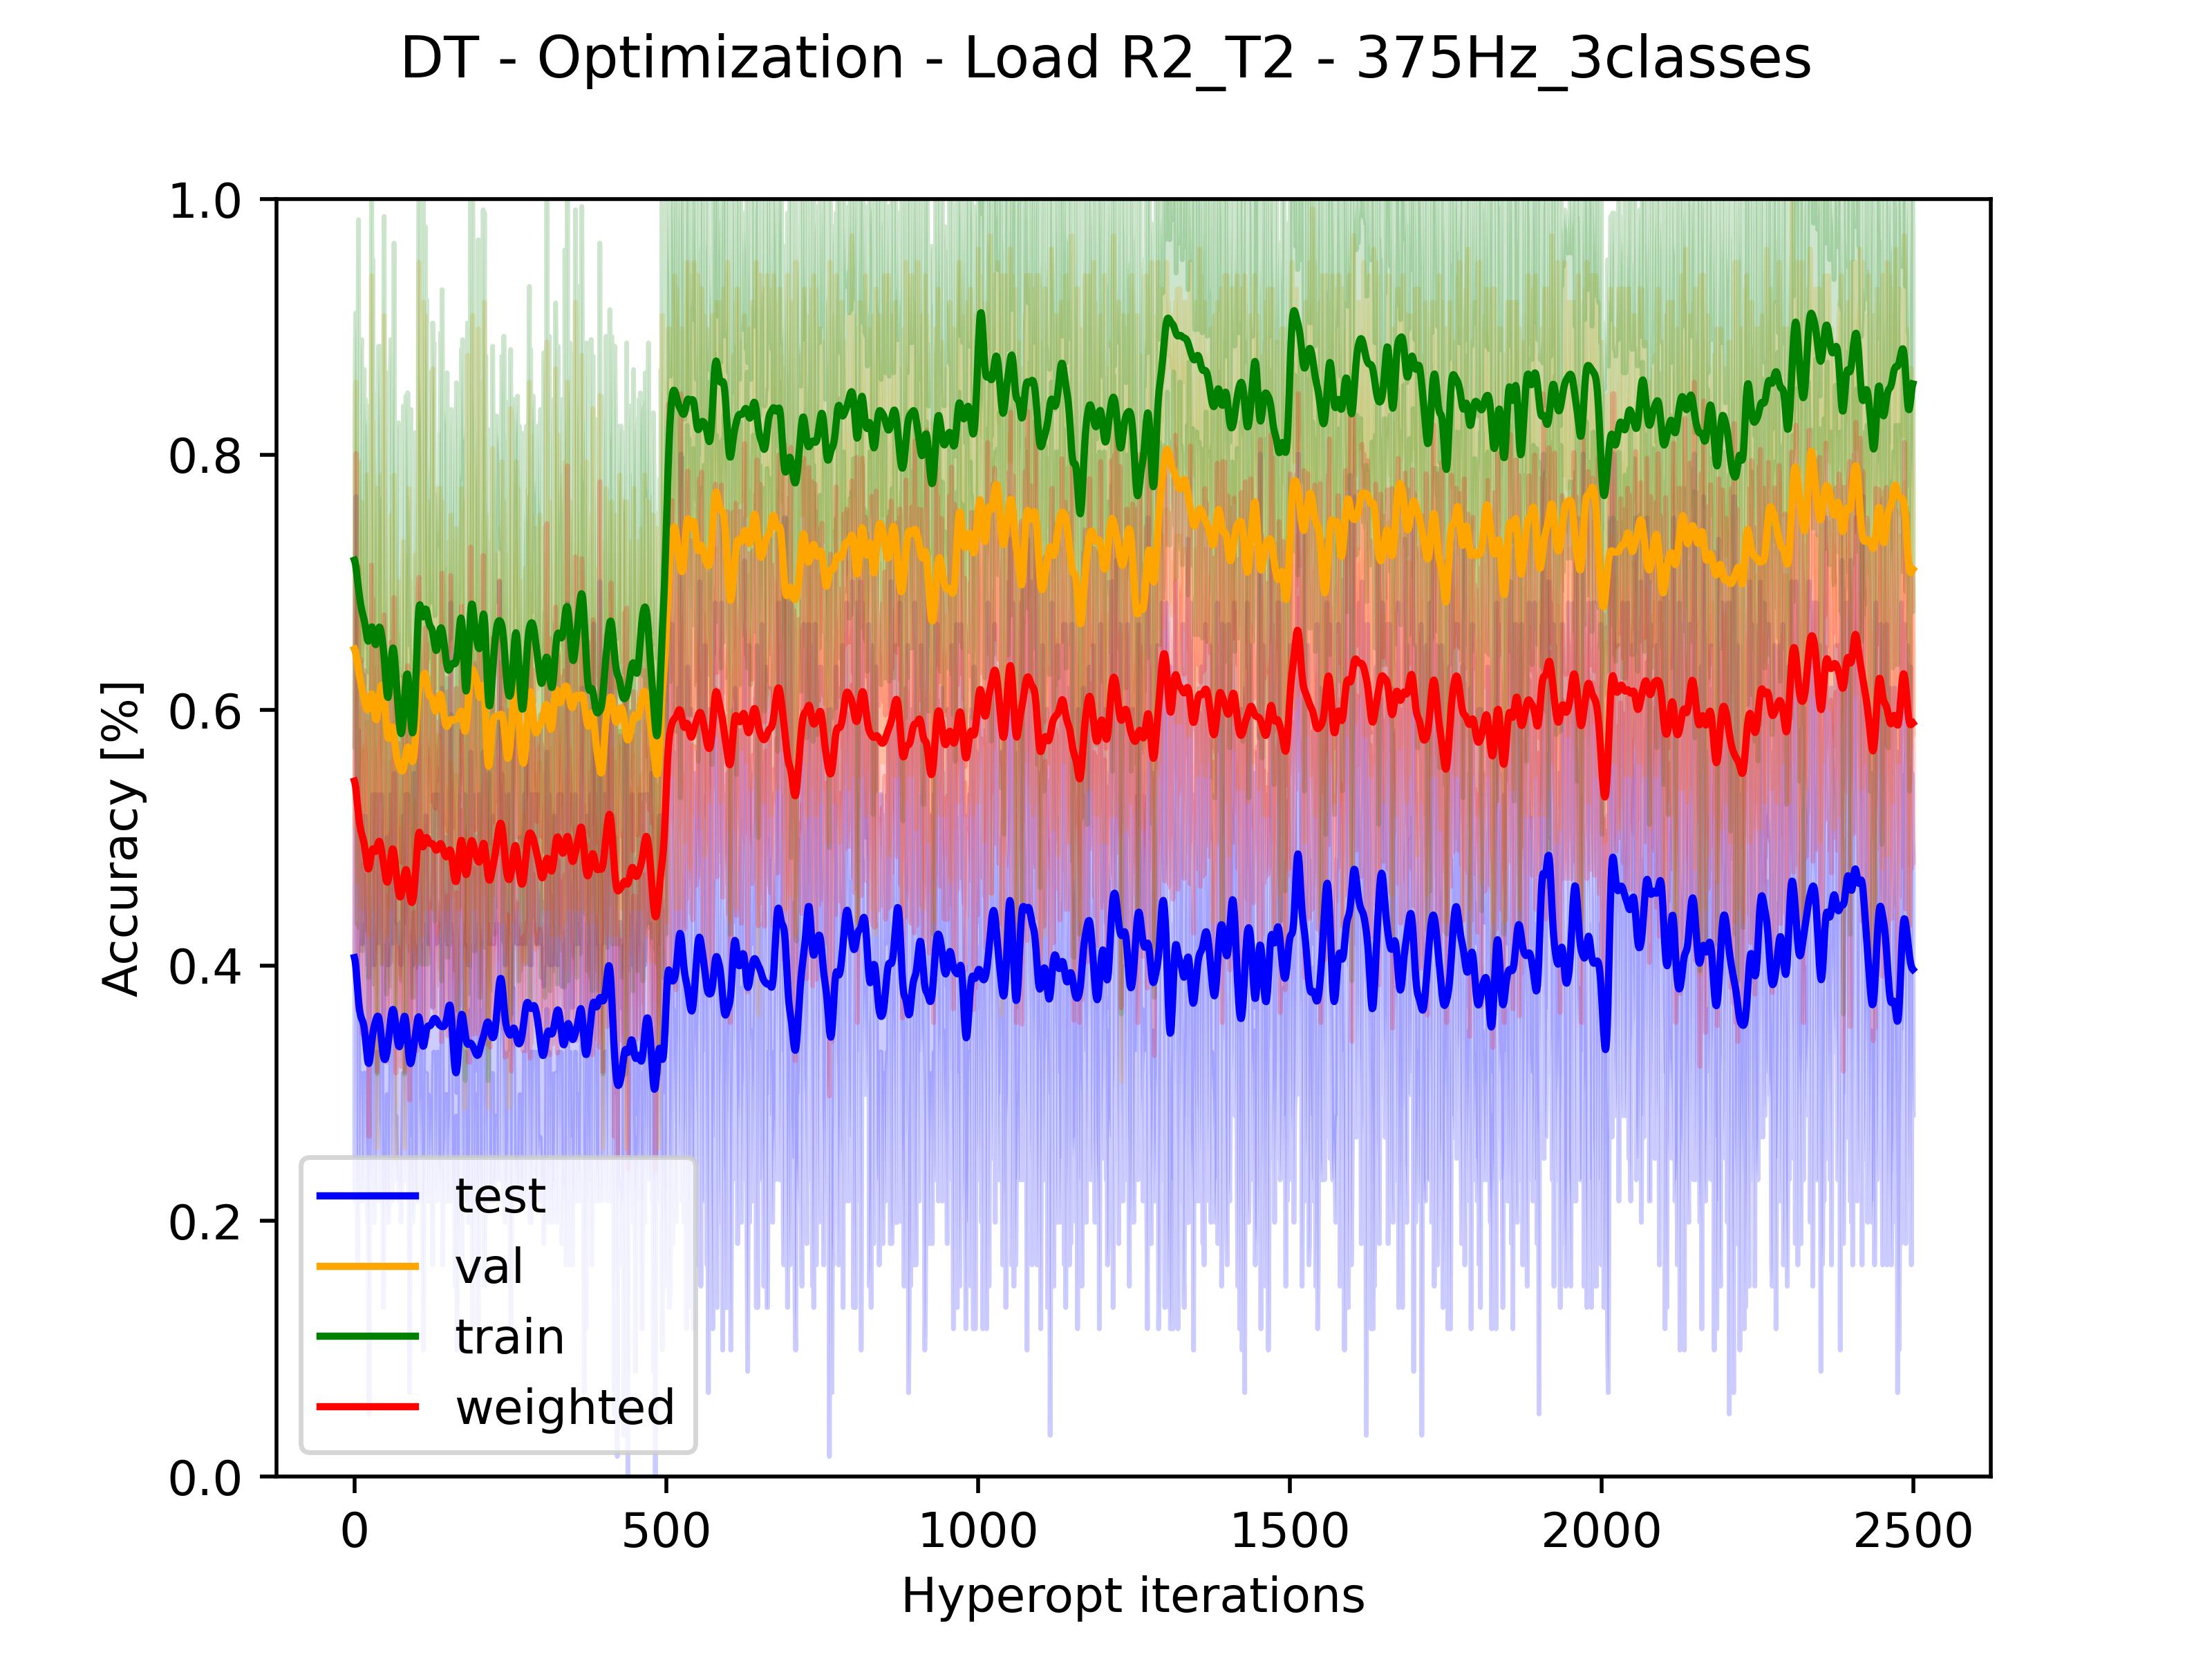 DT - Optimization - Load R2_T2 - 375Hz_3classes
1.0
0.8
0.6
0.4
0.2
0.0
Accuracy [%]
test
val
train
weighted
0 500 1000 1500 2000 2500
Hyperopt iterations